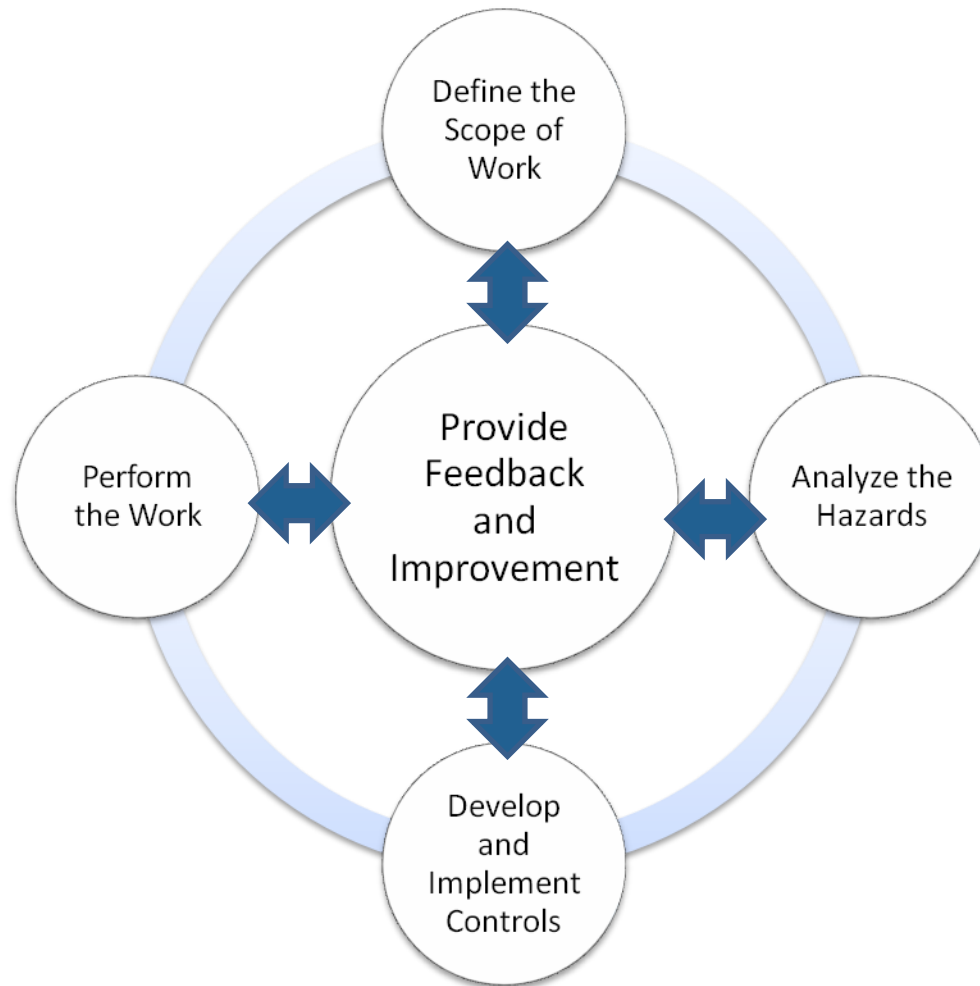 Define the
Scope of
Work
Perform
the Work
Provide
Feedback
and
Improvement
Analyze the
Hazards
Develop
and
Implement
Controls